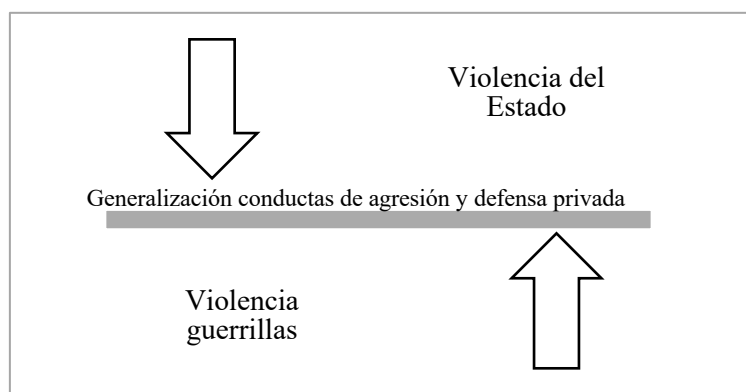 Violencia del
Estado
Generalización conductas de agresión y defensa privada
Violencia
guerrillas